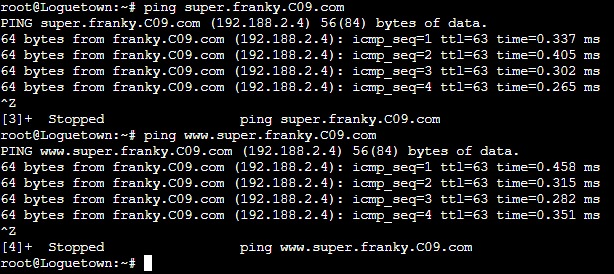 root@Loguetown:~# ping super.franky.C09.com
PING super.franky.C09.com (192.188.2.4) 56(84) bytes of data.
64 bytes from franky.C09.com (192.188.2.4): icmp_seq=1 ttl=63 time=0.337 ms
64 bytes from franky.C09.com (192.188.2.4): icmp_seq=2 ttl=63 time=0.405 ms
64 bytes from franky.C09.com (192.188.2.4): icmp_seq=3 ttl=63 time=0.302 ms
64 bytes from franky.C09.com (192.188.2.4): icmp_seq=4 ttl=63 time=0.265 ms
^Z
[3]+  Stopped                 ping super.franky.C09.com
root@Loguetown:~# ping www.super.franky.C09.com
PING www.super.franky.C09.com (192.188.2.4) 56(84) bytes of data.
64 bytes from franky.C09.com (192.188.2.4): icmp_seq=1 ttl=63 time=0.458 ms
64 bytes from franky.C09.com (192.188.2.4): icmp_seq=2 ttl=63 time=0.315 ms
64 bytes from franky.C09.com (192.188.2.4): icmp_seq=3 ttl=63 time=0.282 ms
64 bytes from franky.C09.com (192.188.2.4): icmp_seq=4 ttl=63 time=0.351 ms
^Z
[4]+  Stopped                 ping www.super.franky.C09.com
root@Loguetown:~#